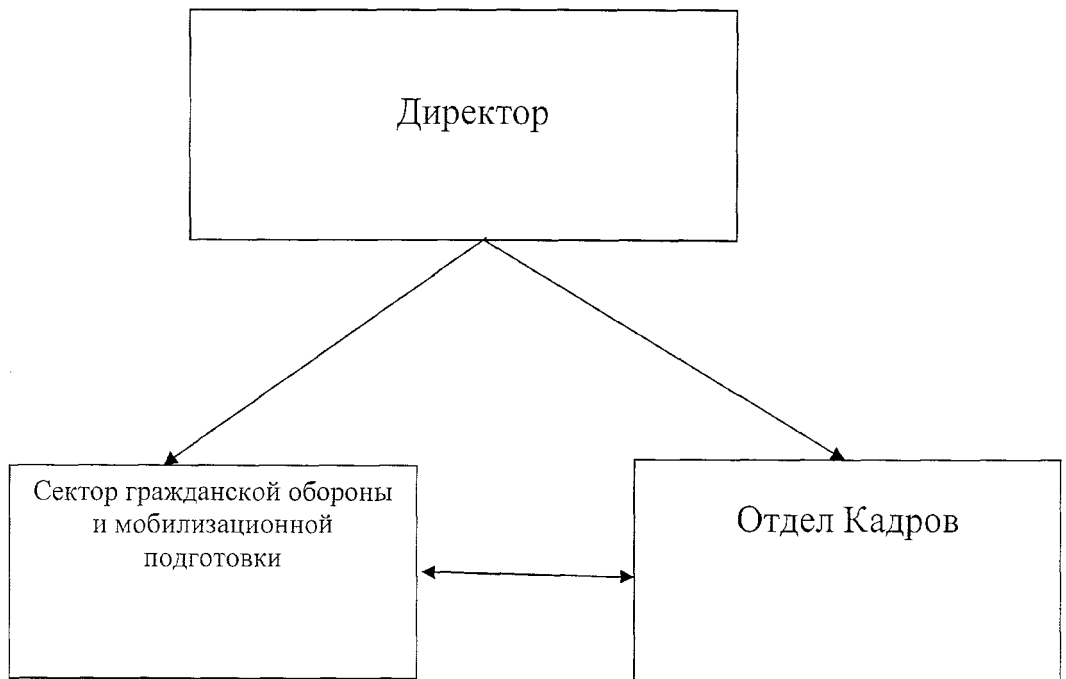 Директор
Сектор гражданской обороны
и мобилизационной
подготовки
Отдел Кадров